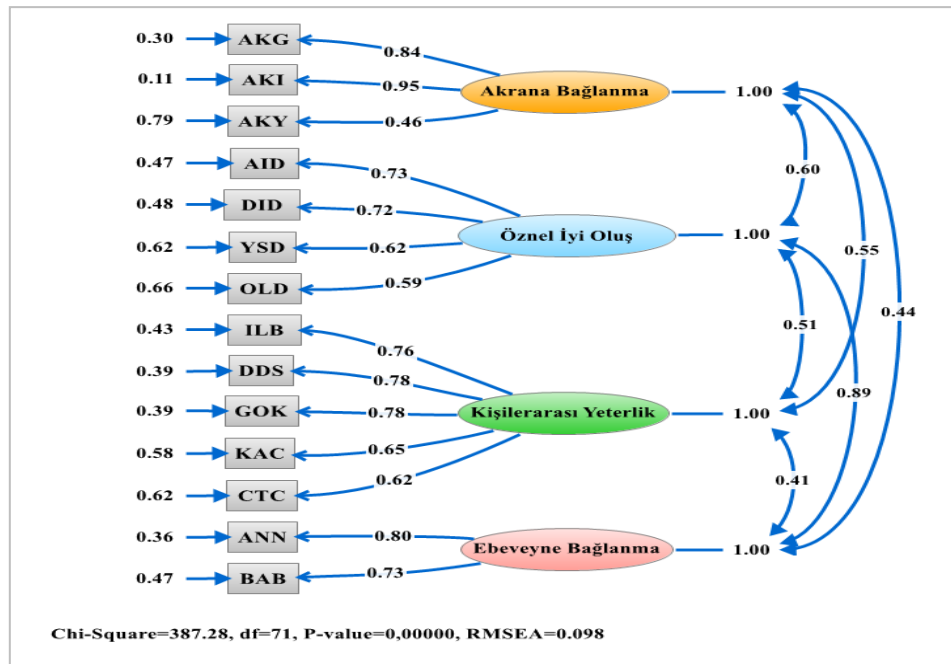 0.30 AKG 0.84
0.11 AKI 0.95 Akrana Bağlanma 1.00
0.79 AKY 0.46
0.47 AID 0.73 0.60
0.48 DID 0.72
0.62 YSD 0.62 Öznel İyi Oluş 1.00 0.55
0.66 OLD 0.59 0.44
0.43 ILB 0.76 0.51
0.39 DDS 0.78 0.89
0.39 GOK 0.78 Kişilerarası Yeterlik 1.00
0.58 KAC 0.65
0.62 CTC 0.62 0.41
0.36 ANN 0.80 Ebeveyne Bağlanma 1.00
0.47 BAB 0.73
Chi-Square=387.28, df=71, P-value=0,00000, RMSEA=0.098